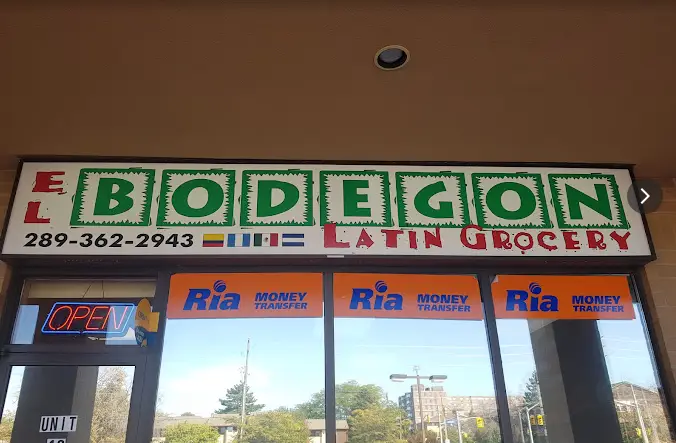 EL BODEGON
289-362-2943 LATIN GROCERY
Ria MONEY TRANSFER Ria MONEY TRANSFER Ria MONEY TRANSFER
OPEN
UNIT